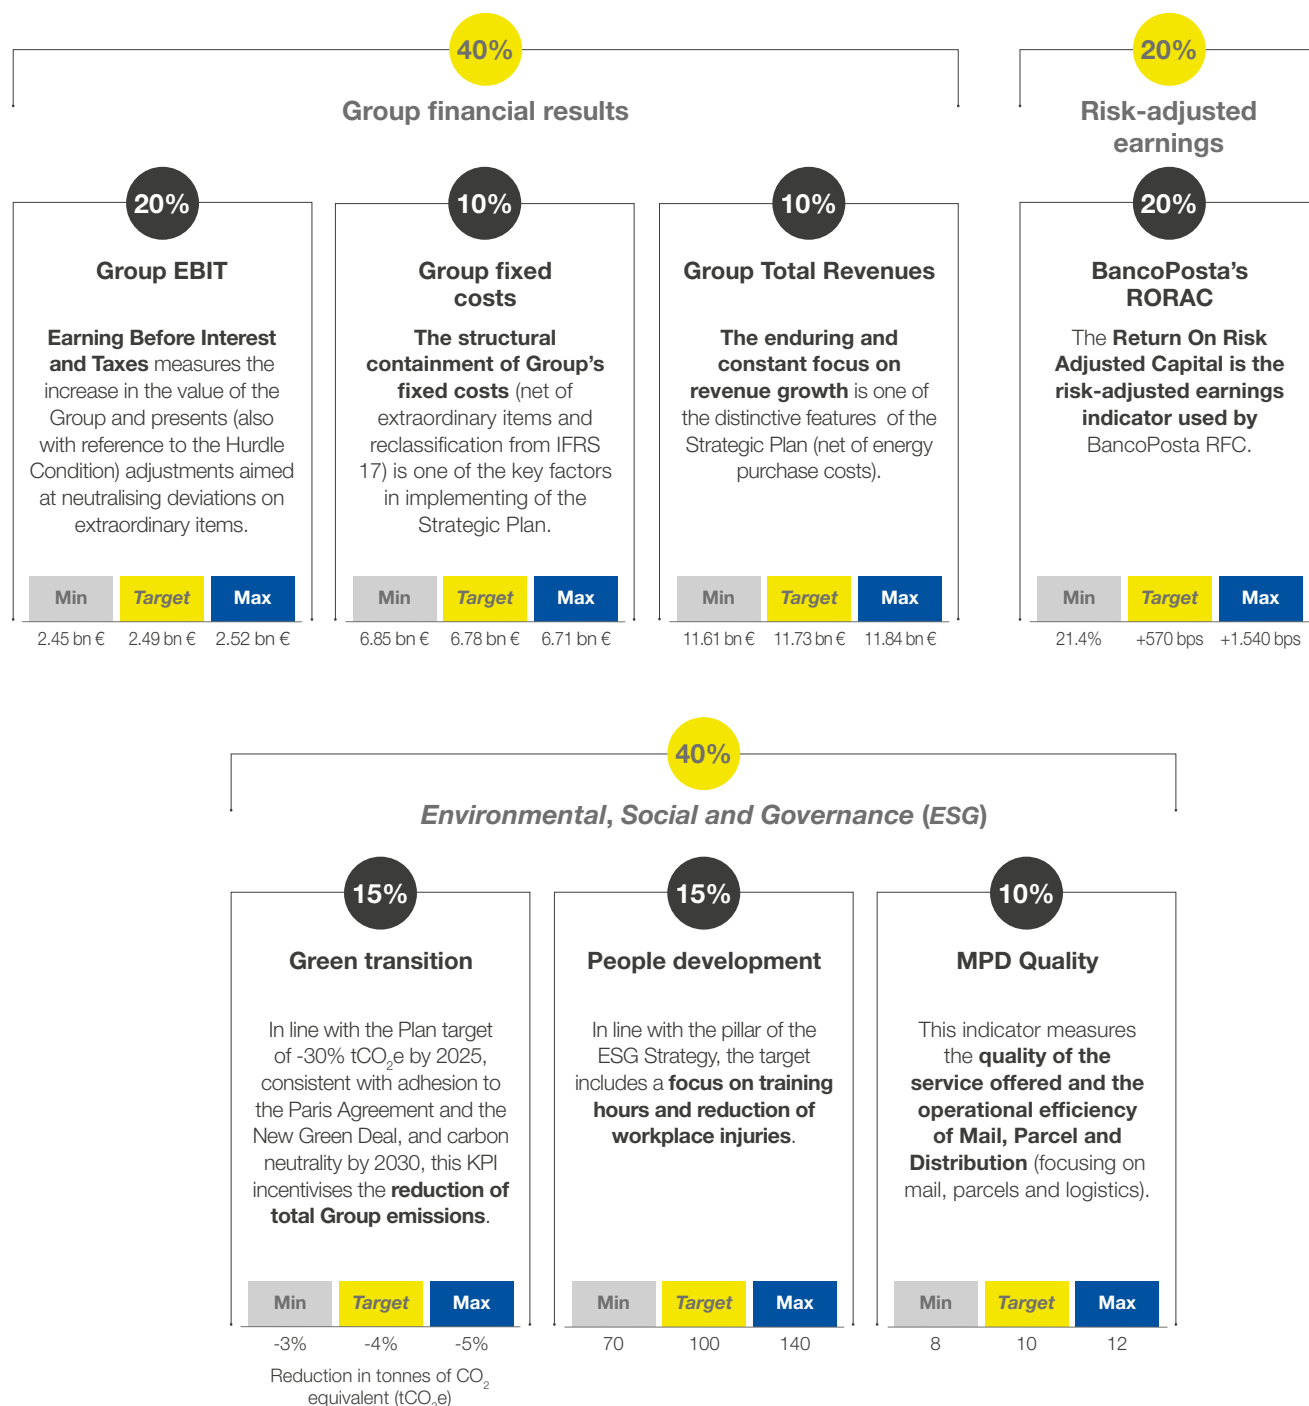 40%
Group financial results
20%
Group EBIT
Earning Before Interest
and Taxes measures the
increase in the value of the
Group and presents (also
with reference to the Hurdle
Condition) adjustments aimed
at neutralising deviations on
extraordinary items.
Min Target Max
2.45 bn € 2.49 bn € 2.52 bn €
10%
Group fixed
costs
The structural
containment of Group's
fixed costs (net of
extraordinary items and
reclassification from IFRS
17) is one of the key factors
in implementing of the
Strategic Plan.
Min Target Max
6.85 bn € 6.78 bn € 6.71 bn €
10%
Group Total Revenues
The enduring and
constant focus on
revenue growth is one of
the distinctive features of the
Strategic Plan (net of energy
purchase costs).
Min Target Max
11.61 bn € 11.73 bn € 11.84 bn €
20%
Risk-adjusted
earnings
20%
BancoPosta's
RORAC
The Return On Risk
Adjusted Capital is the
risk-adjusted earnings
indicator used by
BancoPosta RFC.
Min Target Max
21.4% +570 bps +1.540 bps
40%
Environmental, Social and Governance (ESG)
15%
Green transition
In line with the Plan target
of -30% tCO₂e by 2025,
consistent with adhesion to
the Paris Agreement and the
New Green Deal, and carbon
neutrality by 2030, this KPI
incentivises the reduction of
total Group emissions.
Min Target Max
-3% -4% -5%
Reduction in tonnes of CO₂
equivalent (tCO₂e)
15%
People development
In line with the pillar of the
ESG Strategy, the target
includes a focus on training
hours and reduction of
workplace injuries.
Min Target Max
70 100 140
10%
MPD Quality
This indicator measures
the quality of the
service offered and the
operational efficiency
of Mail, Parcel and
Distribution (focusing on
mail, parcels and logistics).
Min Target Max
8 10 12